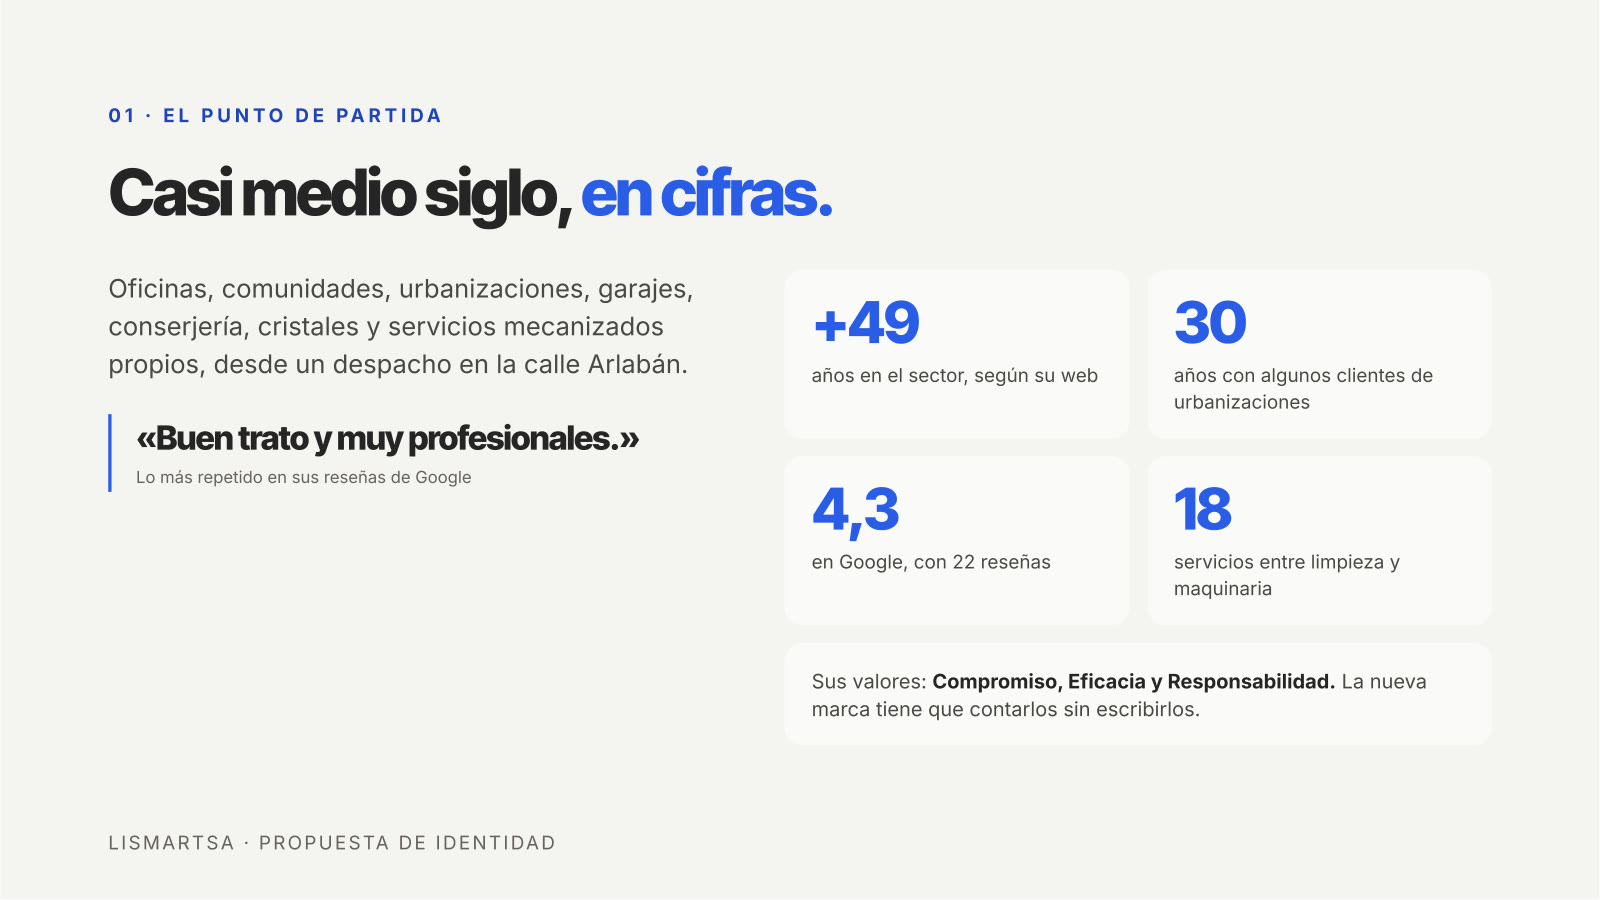 01 · EL PUNTO DE PARTIDA
Casi medio siglo, en cifras.
Oficinas, comunidades, urbanizaciones, garajes,
conserjería, cristales y servicios mecanizados
propios, desde un despacho en la calle Arlabán.
«Buen trato y muy profesionales.»
Lo más repetido en sus reseñas de Google
+49
años en el sector, según su web
30
años con algunos clientes de
urbanizaciones
4,3
en Google, con 22 reseñas
18
servicios entre limpieza y
maquinaria
Sus valores: Compromiso, Eficacia y Responsabilidad. La nueva
marca tiene que contarlos sin escribirlos.
LISMARTSA · PROPUESTA DE IDENTIDAD